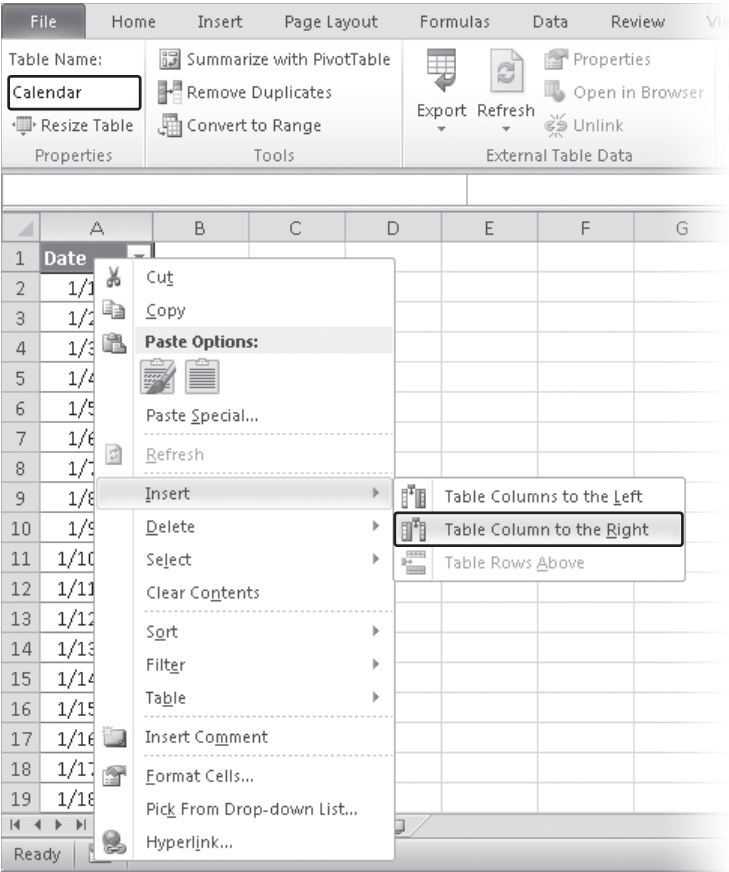 File Home Insert Page Layout Formulas Data Review
Table Name: Summarize with PivotTable Properties
Calendar Remove Duplicates Export Refresh Open in Browser
Resize Table Convert to Range Unlink
Properties Tools External Table Data
A B C D E F G
1 Date
2 1/1
3 1/2
4 1/3
5 1/4
6 1/5
7 1/6
8 1/7
9 1/8
10 1/9
11 1/10
12 1/11
13 1/12
14 1/13
15 1/14
16 1/15
17 1/16
18 1/17
19 1/18
Cut
Copy
Paste Options:
Paste Special...
Refresh
Insert
Delete
Select
Clear Contents
Sort
Filter
Table
Insert Comment
Format Cells...
Pick From Drop-down List...
Hyperlink...
Table Columns to the Left
Table Column to the Right
Table Rows Above
Ready